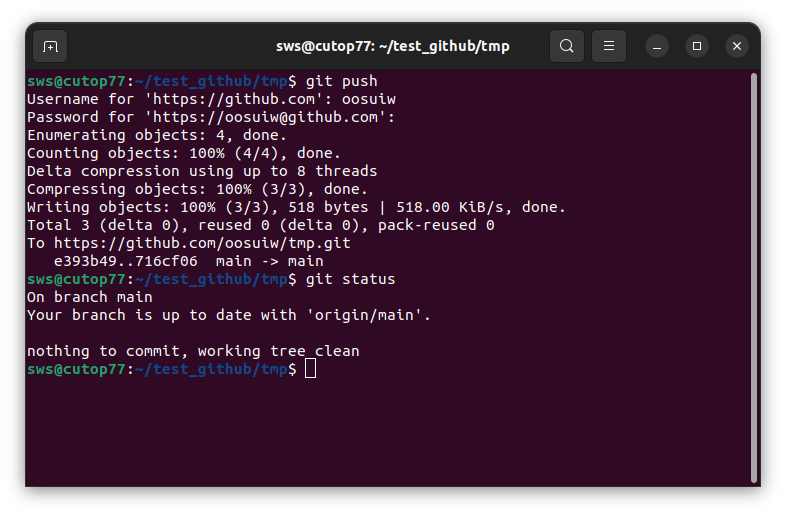 sws@cutop77: ~/test_github/tmp
sws@cutop77:~/test_github/tmp$ git push
Username for 'https://github.com': oosuiw
Password for 'https://oosuiw@github.com':
Enumerating objects: 4, done.
Counting objects: 100% (4/4), done.
Delta compression using up to 8 threads
Compressing objects: 100% (3/3), done.
Writing objects: 100% (3/3), 518 bytes | 518.00 KiB/s, done.
Total 3 (delta 0), reused 0 (delta 0), pack-reused 0
To https://github.com/oosuiw/tmp.git
   e393b49..716cf06  main -> main
sws@cutop77:~/test_github/tmp$ git status
On branch main
Your branch is up to date with 'origin/main'.

nothing to commit, working tree clean
sws@cutop77:~/test_github/tmp$